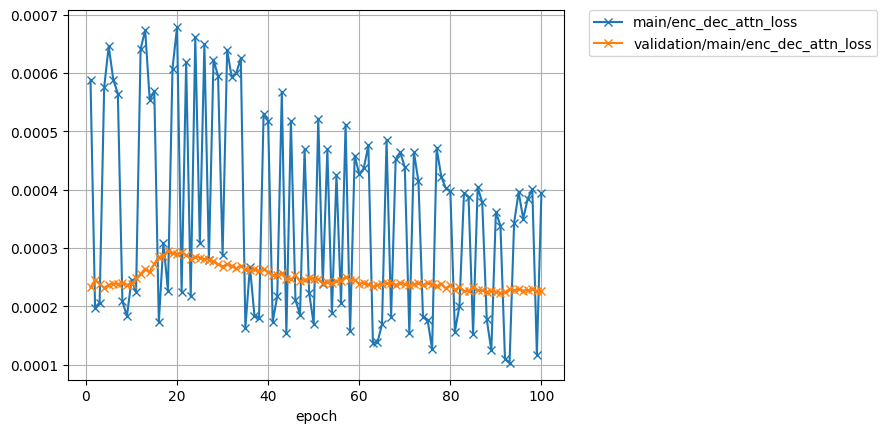 0.0007
0.0006
0.0005
0.0004
0.0003
0.0002
0.0001
0 20 40 60 80 100
epoch
main/enc_dec_attn_loss
validation/main/enc_dec_attn_loss